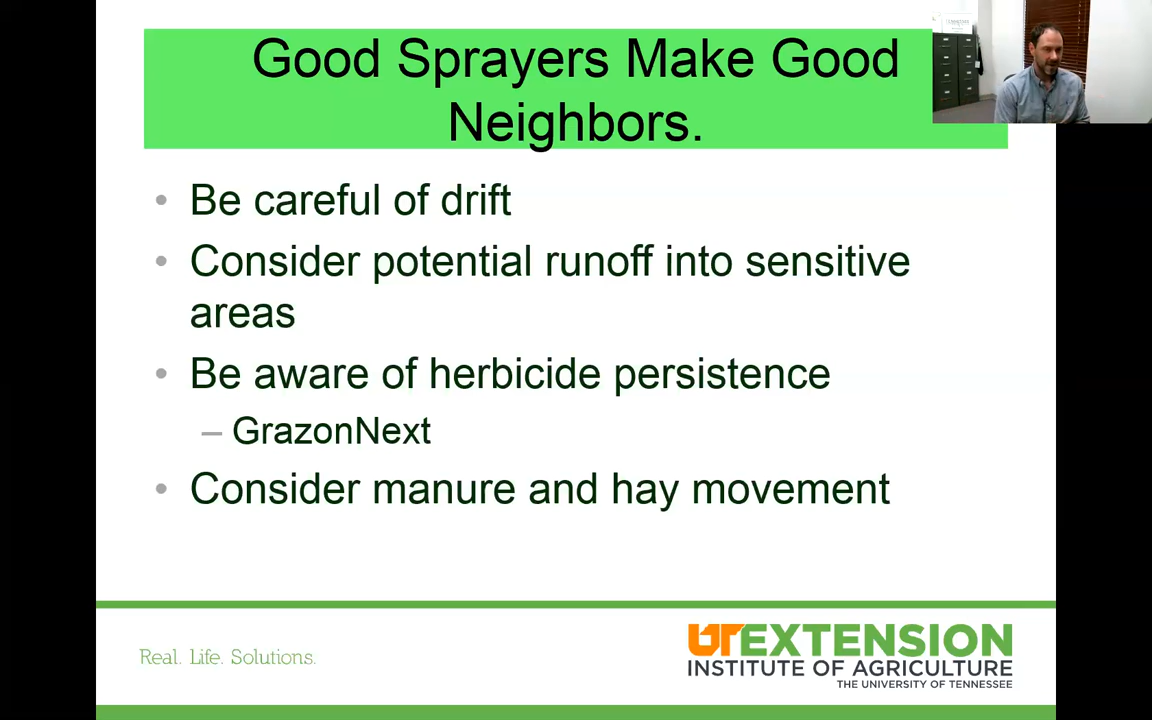 Good Sprayers Make Good
Neighbors.
• Be careful of drift
• Consider potential runoff into sensitive
areas
• Be aware of herbicide persistence
– GrazonNext
• Consider manure and hay movement
Real. Life. Solutions.
UTEXTENSION
INSTITUTE OF AGRICULTURE
THE UNIVERSITY OF TENNESSEE